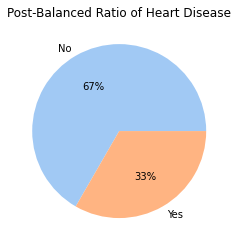 Post-Balanced Ratio of Heart Disease
No
67%
33%
Yes